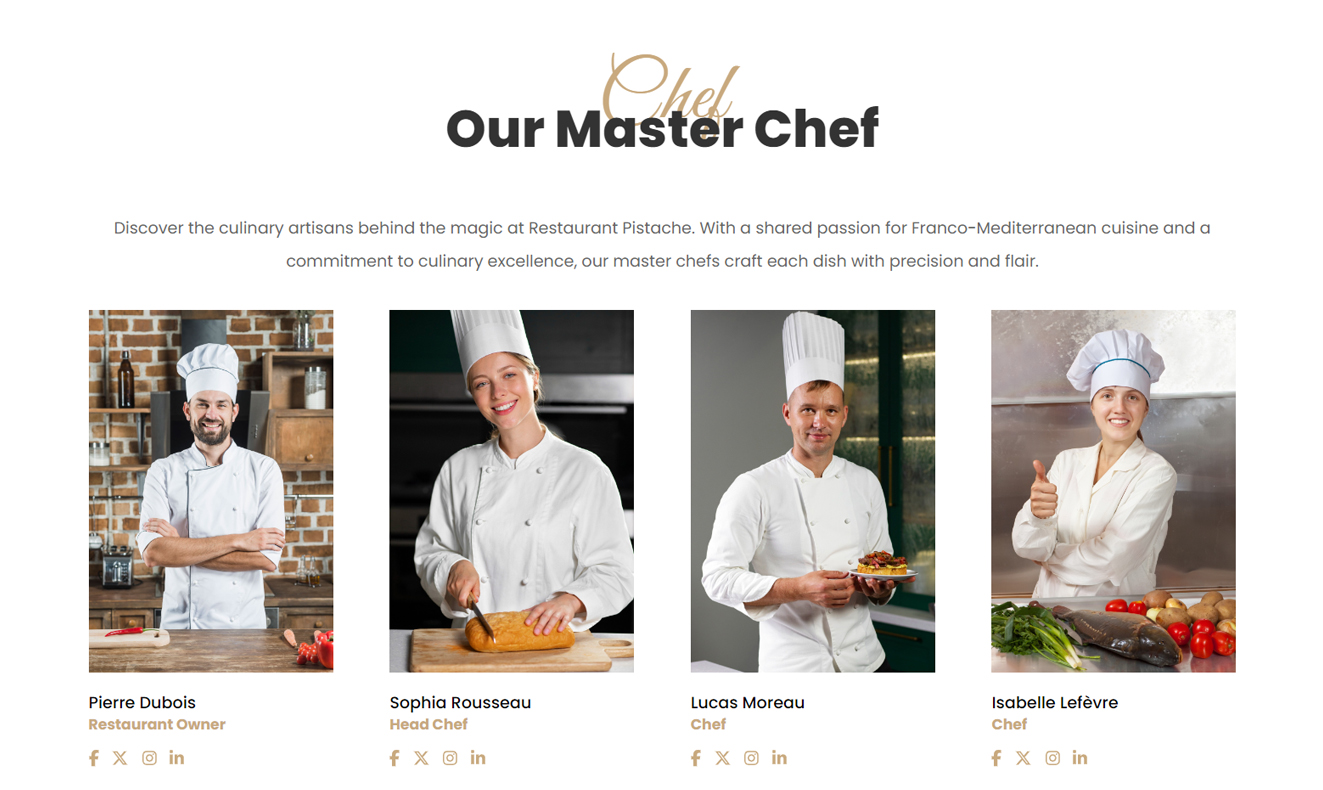 Chef
Our Master Chef
Discover the culinary artisans behind the magic at Restaurant Pistache. With a shared passion for Franco-Mediterranean cuisine and a
commitment to culinary excellence, our master chefs craft each dish with precision and flair.
Pierre Dubois
Restaurant Owner
Sophia Rousseau
Head Chef
Lucas Moreau
Chef
Isabelle Lefèvre
Chef